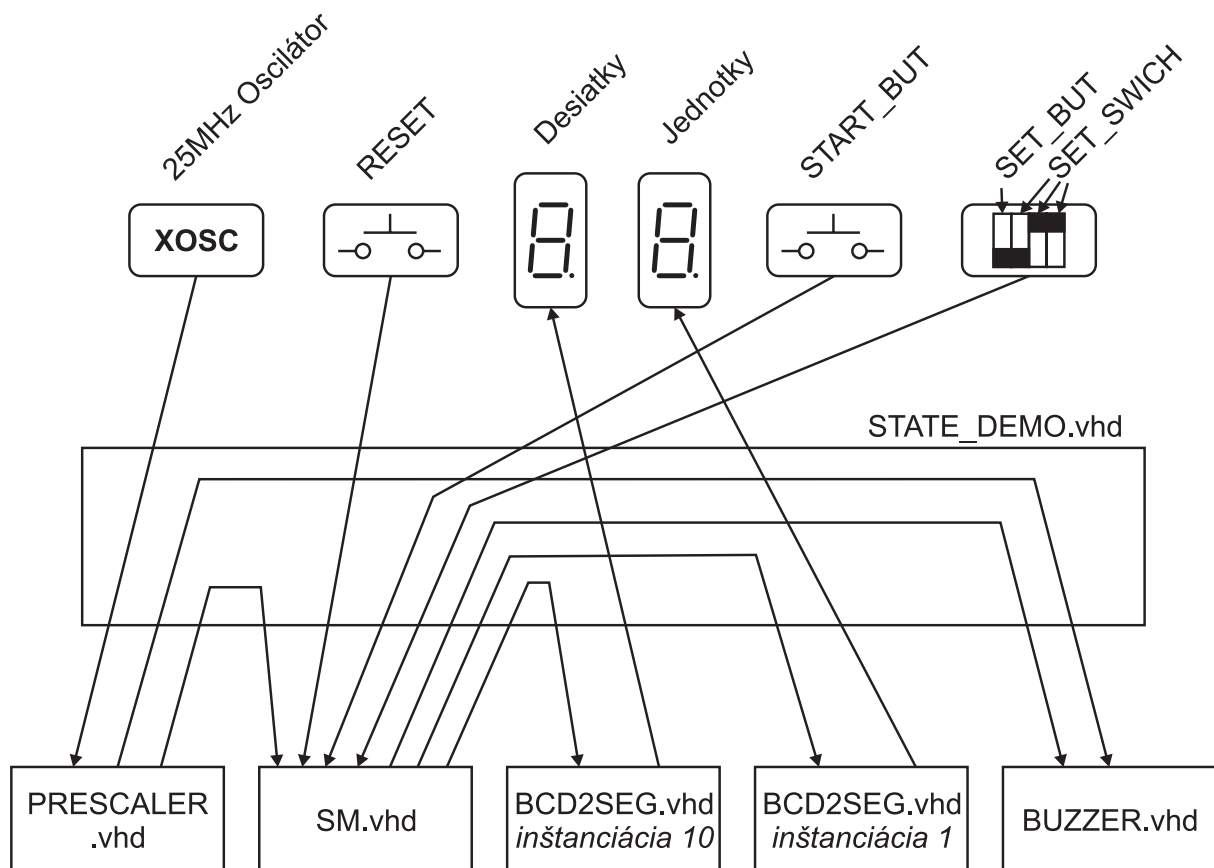 25MHz Oscilátor
RESET
Desiatky
Jednotky
START_BUT
SET_BUT
SET_SWICH
XOSC
STATE_DEMO.vhd
PRESCALER
.vhd
SM.vhd
BCD2SEG.vhd
inštanciácia 10
BCD2SEG.vhd
inštanciácia 1
BUZZER.vhd